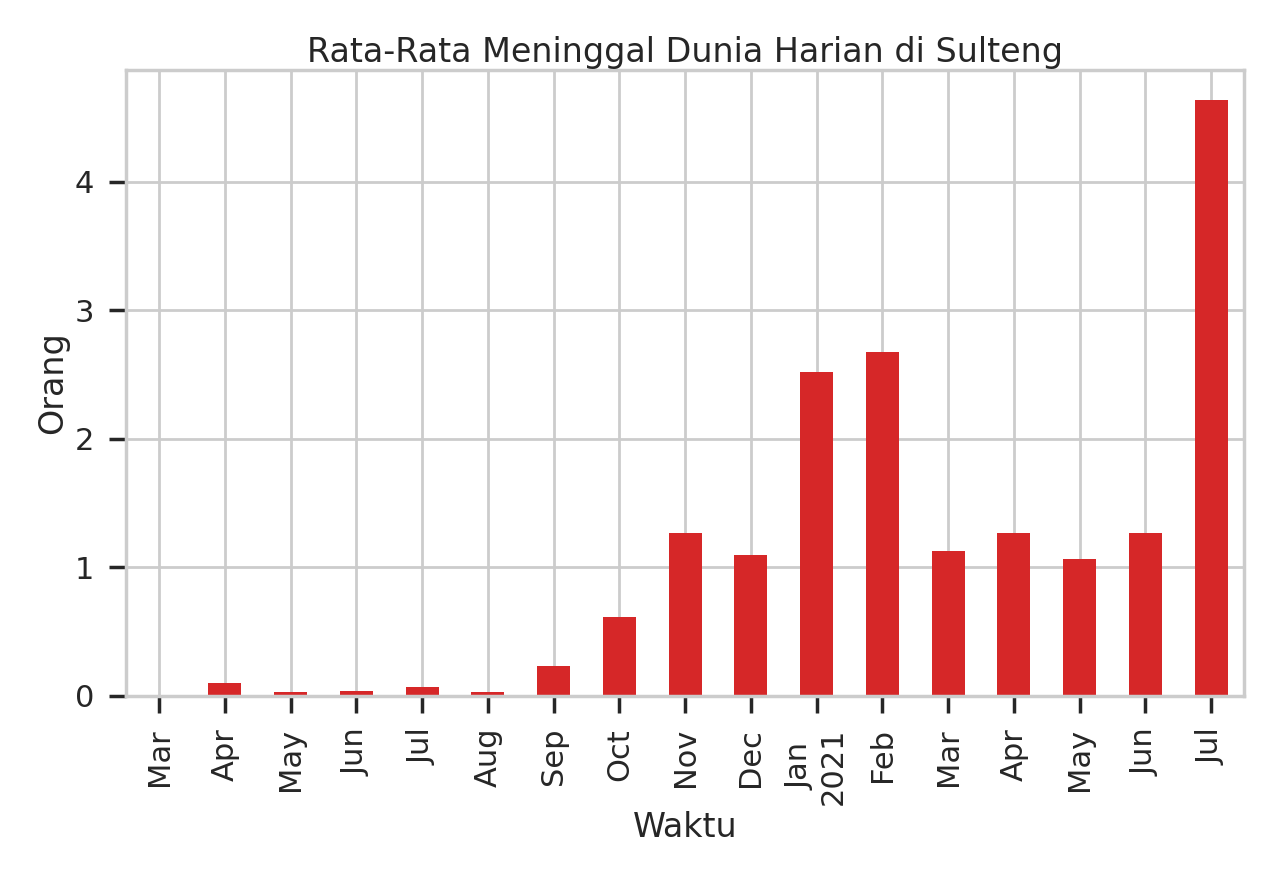 Rata-Rata Meninggal Dunia Harian di Sulteng
Orang
4
3
2
1
0
Mar
Apr
May
Jun
Jul
Aug
Sep
Oct
Nov
Dec
Jan
2021
Feb
Mar
Apr
May
Jun
Jul
Waktu